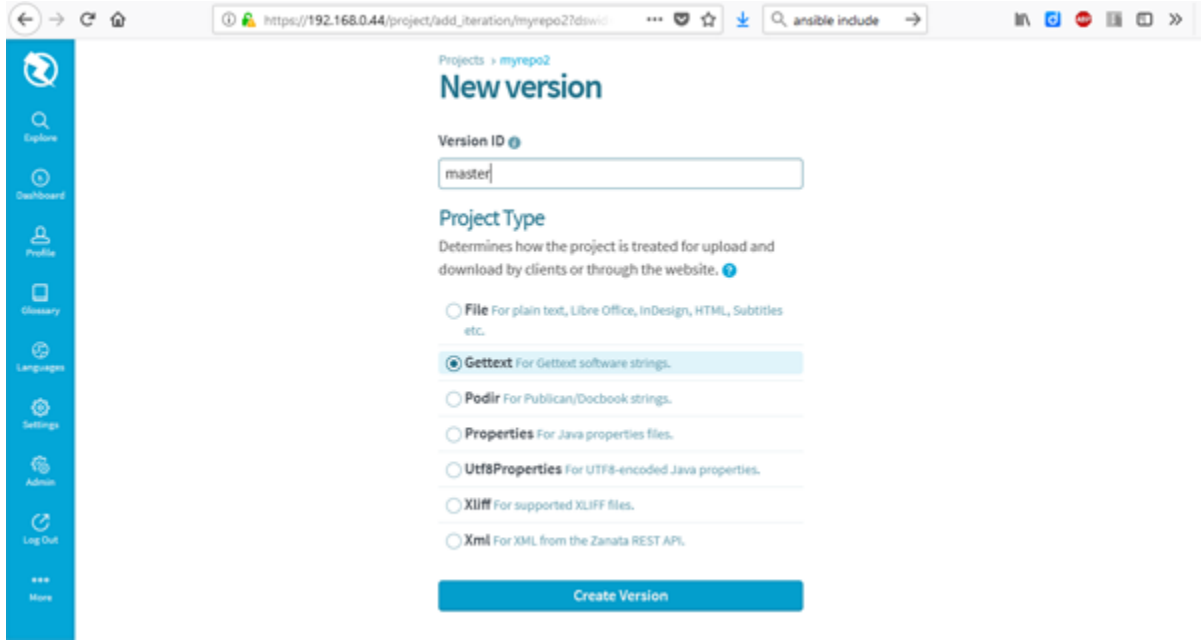 https://192.168.0.44/project/add_iteration/myrepo2?dswid
ansible indude
Projects > myrepo2
New version
Version ID
master
Project Type
Determines how the project is treated for upload and
download by clients or through the website.
File For plain text, Libre Office, InDesign, HTML, Subtitles
etc.
Gettext For Gettext software strings.
Podir For Publican/Docbook strings.
Properties For Java properties files.
Utf8Properties For UTF8-encoded Java properties.
Xliff For supported XLIFF files.
Xml For XML from the Zanata REST API.
Create Version
Explore
Dashboard
Profile
Glossary
Languages
Settings
Admin
Log Out
More